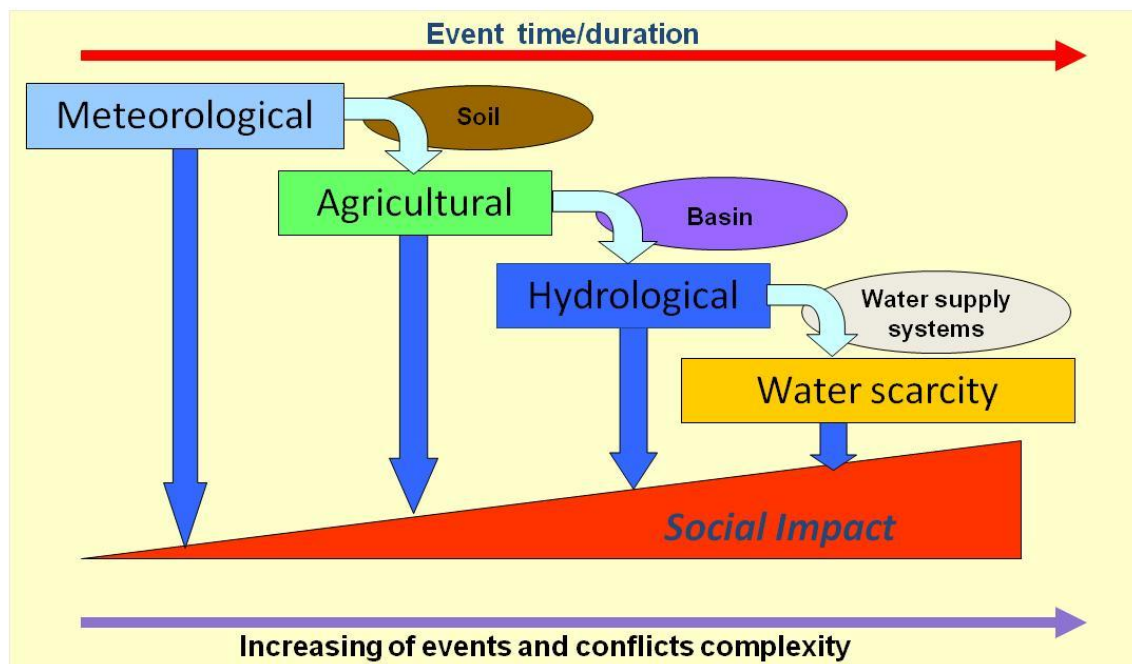 Event time/duration
Meteorological
Soil
Agricultural
Basin
Hydrological
Water supply
systems
Water scarcity
Social Impact
Increasing of events and conflicts complexity